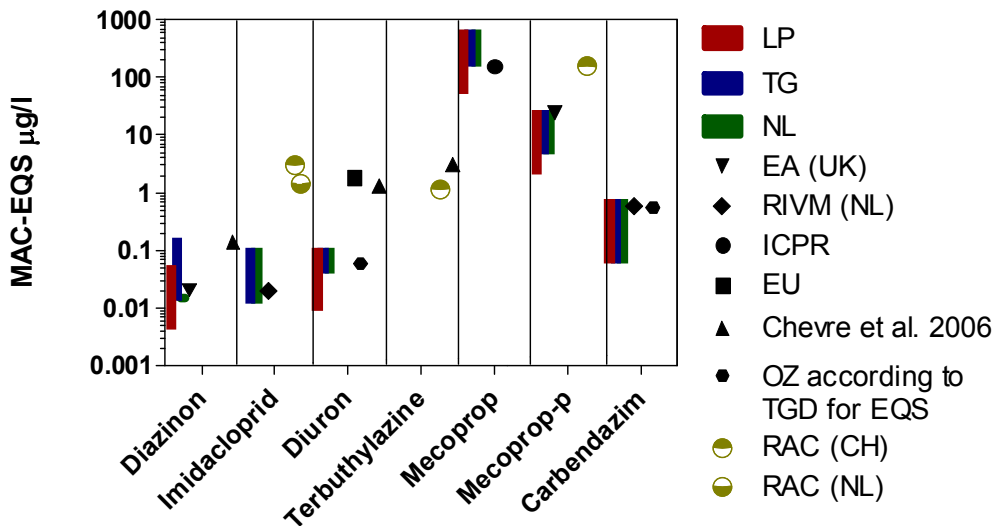 MAC-EQS µg/l
1000
100
10
1
0.1
0.01
0.001
Diazinon
Imidacloprid
Diuron
Terbuthylazine
Mecoprop
Mecoprop-p
Carbendazim
LP
TG
NL
EA (UK)
RIVM (NL)
ICPR
EU
Chevre et al. 2006
OZ according to
TGD for EQS
RAC (CH)
RAC (NL)